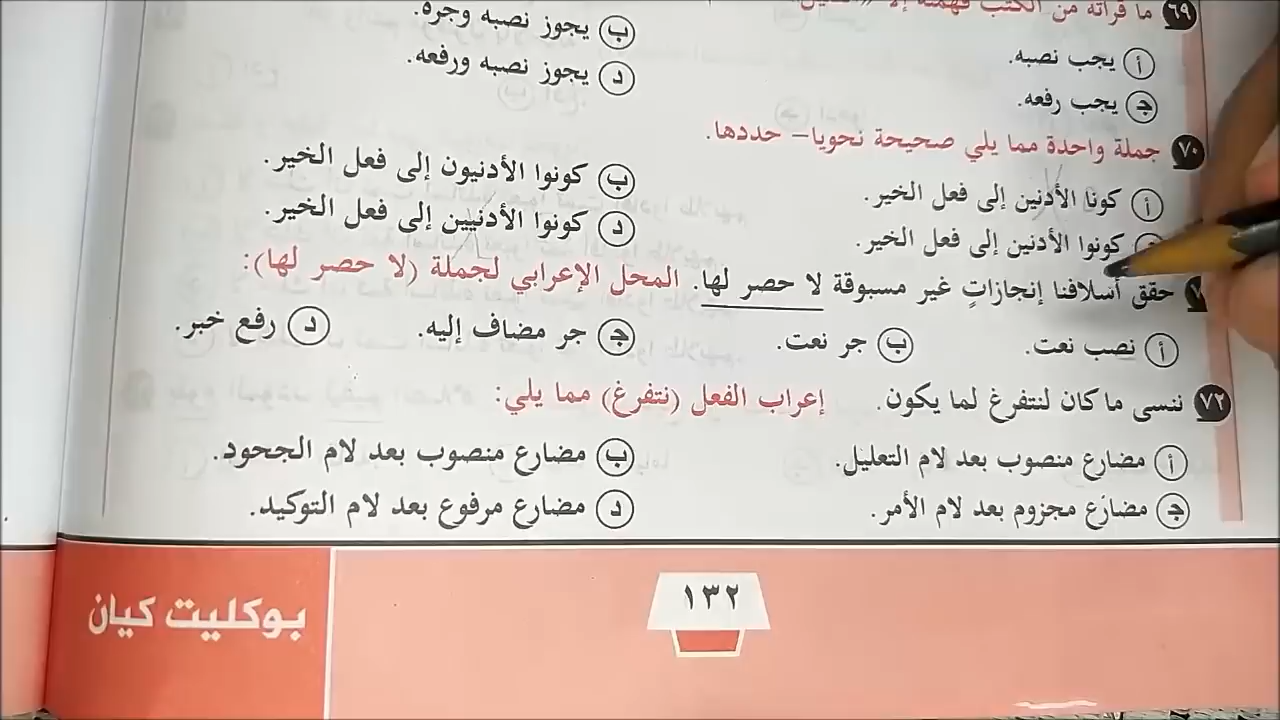 ٦٩ ما قرأته من الكتب فهمته إلا
أ يجب نصبه. ب يجوز نصبه وجره.
ج يجب رفعه. د يجوز نصبه ورفعه.
٧٠ جملة واحدة مما يلي صحيحة نحويا - حددها.
أ كونا الأدنين إلى فعل الخير. ب كونوا الأدنيون إلى فعل الخير.
كونوا الأدنين إلى فعل الخير. د كونوا الأدنيين إلى فعل الخير.
حقق أسلافنا إنجازاتٍ غير مسبوقة لا حصر لها. المحل الإعرابي لجملة (لا حصر لها):
أ نصب نعت. ب جر نعت. ج جر مضاف إليه. د رفع خبر.
٧٢ ننسى ما كان لنتفرغ لما يكون. إعراب الفعل (نتفرغ) مما يلي:
أ مضارع منصوب بعد لام التعليل. ب مضارع منصوب بعد لام الجحود.
ج مضارع مجزوم بعد لام الأمر. د مضارع مرفوع بعد لام التوكيد.
١٣٢
بوكليت كيان